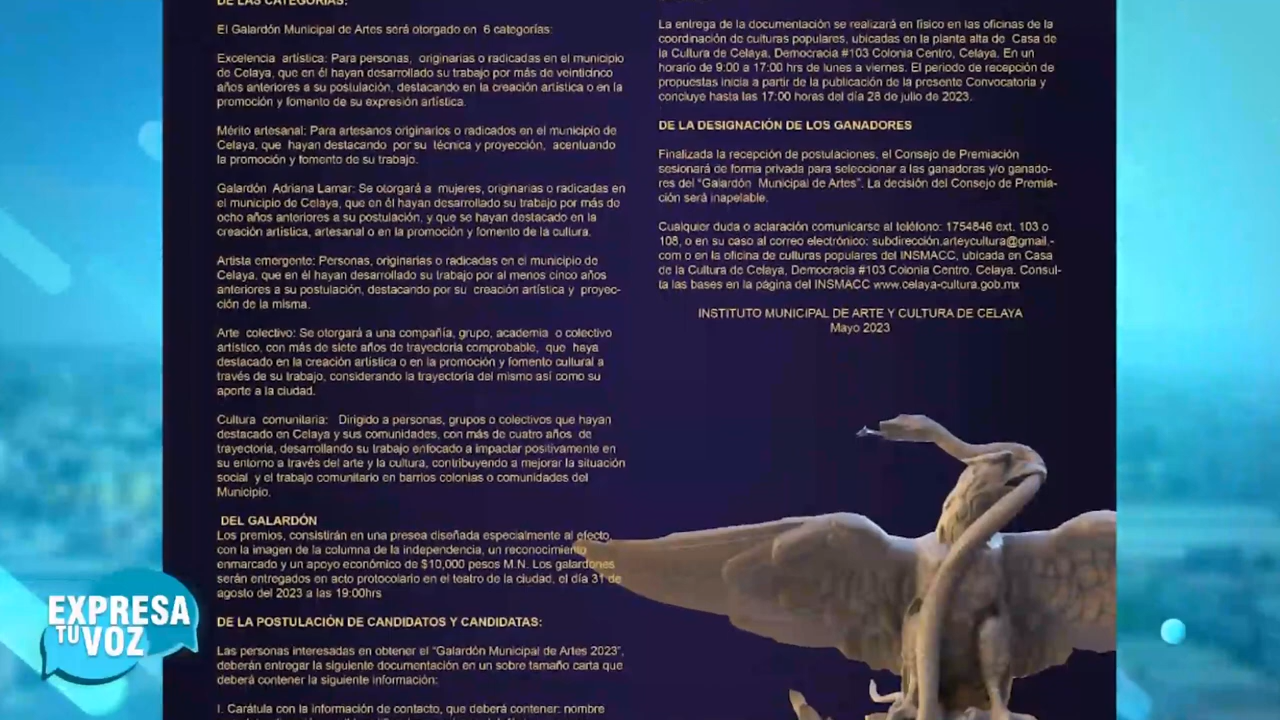 DE LAS CATEGORÍAS:
El Galardón Municipal de Artes será otorgado en 6 categorías:
Excelencia artística: Para personas, originarias o radicadas en el municipio
de Celaya, que en él hayan desarrollado su trabajo por más de veinticinco
años anteriores a su postulación, destacando en la creación artística o en la
promoción y fomento de su expresión artística.
Mérito artesanal: Para artesanos originarios o radicados en el municipio de
Celaya, que hayan destacando por su técnica y proyección, acentuando
la promoción y fomento de su trabajo.
Galardón Adriana Lamar: Se otorgará a mujeres, originarias o radicadas en
el municipio de Celaya, que en él hayan desarrollado su trabajo por más de
ocho años anteriores a su postulación, y que se hayan destacado en la
creación artística, artesanal o en la promoción y fomento de la cultura.
Artista emergente: Personas, originarias o radicadas en el municipio de
Celaya, que en él hayan desarrollado su trabajo por al menos cinco años
anteriores a su postulación, destacando por su creación artística y proyec-
ción de la misma.
Arte colectivo: Se otorgará a una compañía, grupo, academia o colectivo
artístico, con más de siete años de trayectoria comprobable, que haya
destacado en la creación artística o en la promoción y fomento cultural a
través de su trabajo, considerando la trayectoria del mismo así como su
aporte a la ciudad.
Cultura comunitaria: Dirigido a personas, grupos o colectivos que hayan
destacado en Celaya y sus comunidades, con más de cuatro años de
trayectoria, desarrollando su trabajo enfocado a impactar positivamente en
su entorno a través del arte y la cultura, contribuyendo a mejorar la situación
social y el trabajo comunitario en barrios colonias o comunidades del
Municipio.
DEL GALARDÓN
Los premios, consistirán en una presea diseñada especialmente al efecto,
con la imagen de la columna de la independencia, un reconocimiento
enmarcado y un apoyo económico de $10,000 pesos M.N. Los galardones
serán entregados en acto protocolario en el teatro de la ciudad, el día 31 de
agosto del 2023 a las 19:00hrs
DE LA POSTULACIÓN DE CANDIDATOS Y CANDIDATAS:
Las personas interesadas en obtener el "Galardón Municipal de Artes 2023",
deberán entregar la siguiente documentación en un sobre tamaño carta que
deberá contener la siguiente información:
I. Carátula con la información de contacto, que deberá contener: nombre
La entrega de la documentación se realizará en físico en las oficinas de la
coordinación de culturas populares, ubicadas en la planta alta de Casa de
la Cultura de Celaya, Democracia #103 Colonia Centro, Celaya. En un
horario de 9:00 a 17:00 hrs de lunes a viernes. El periodo de recepción de
propuestas inicia a partir de la publicación de la presente Convocatoria y
concluye hasta las 17:00 horas del día 28 de julio de 2023.
DE LA DESIGNACIÓN DE LOS GANADORES
Finalizada la recepción de postulaciones, el Consejo de Premiación
sesionará de forma privada para seleccionar a las ganadoras y/o ganado-
res del "Galardón Municipal de Artes". La decisión del Consejo de Premia-
ción será inapelable.
Cualquier duda o aclaración comunicarse al teléfono: 1754846 ext. 103 o
108, o en su caso al correo electrónico: subdirección.arteycultura@gmail.-
com o en la oficina de culturas populares del INSMACC, ubicada en Casa
de la Cultura de Celaya, Democracia #103 Colonia Centro, Celaya. Consul-
ta las bases en la página del INSMACC www.celaya-cultura.gob.mx
INSTITUTO MUNICIPAL DE ARTE Y CULTURA DE CELAYA
Mayo 2023
EXPRESA
TU VOZ